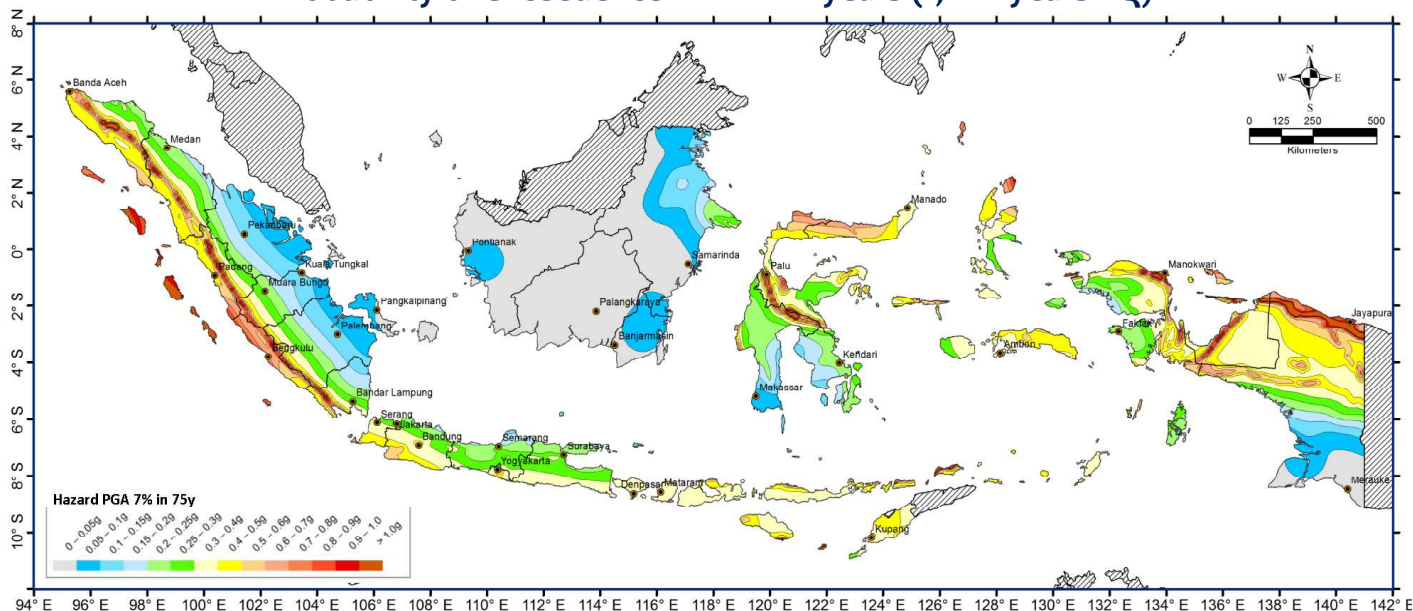 8° N
6° N
4° N
2° N
0°
2° S
4° S
6° S
8° S
10° S
N
W E
S
0 125 250 500
Kilometers
Banda Aceh
Medan
Pekanbaru
Kuala Tungkal
Padang
Muara Bungo
Pangkalpinang
Palembang
Bengkulu
Bandar Lampung
Serang
Jakarta
Bandung
Semarang
Surabaya
Yogyakarta
Denpasar
Mataram
Pontianak
Samarinda
Palangkaraya
Banjarmasin
Manado
Palu
Kendari
Makassar
Kupang
Ambon
Manokwari
Fakfak
Jayapura
Merauke
Hazard PGA 7% in 75y
0 – 0.05g
0.05 – 0.1g
0.1 – 0.15g
0.15 – 0.2g
0.2 – 0.25g
0.25 – 0.3g
0.3 – 0.4g
0.4 – 0.5g
0.5 – 0.6g
0.6 – 0.7g
0.7 – 0.8g
0.8 – 0.9g
0.9 – 1.0
> 1.0g
94° E 96° E 98° E 100° E 102° E 104° E 106° E 108° E 110° E 112° E 114° E 116° E 118° E 120° E 122° E 124° E 126° E 128° E 130° E 132° E 134° E 136° E 138° E 140° E 142° E